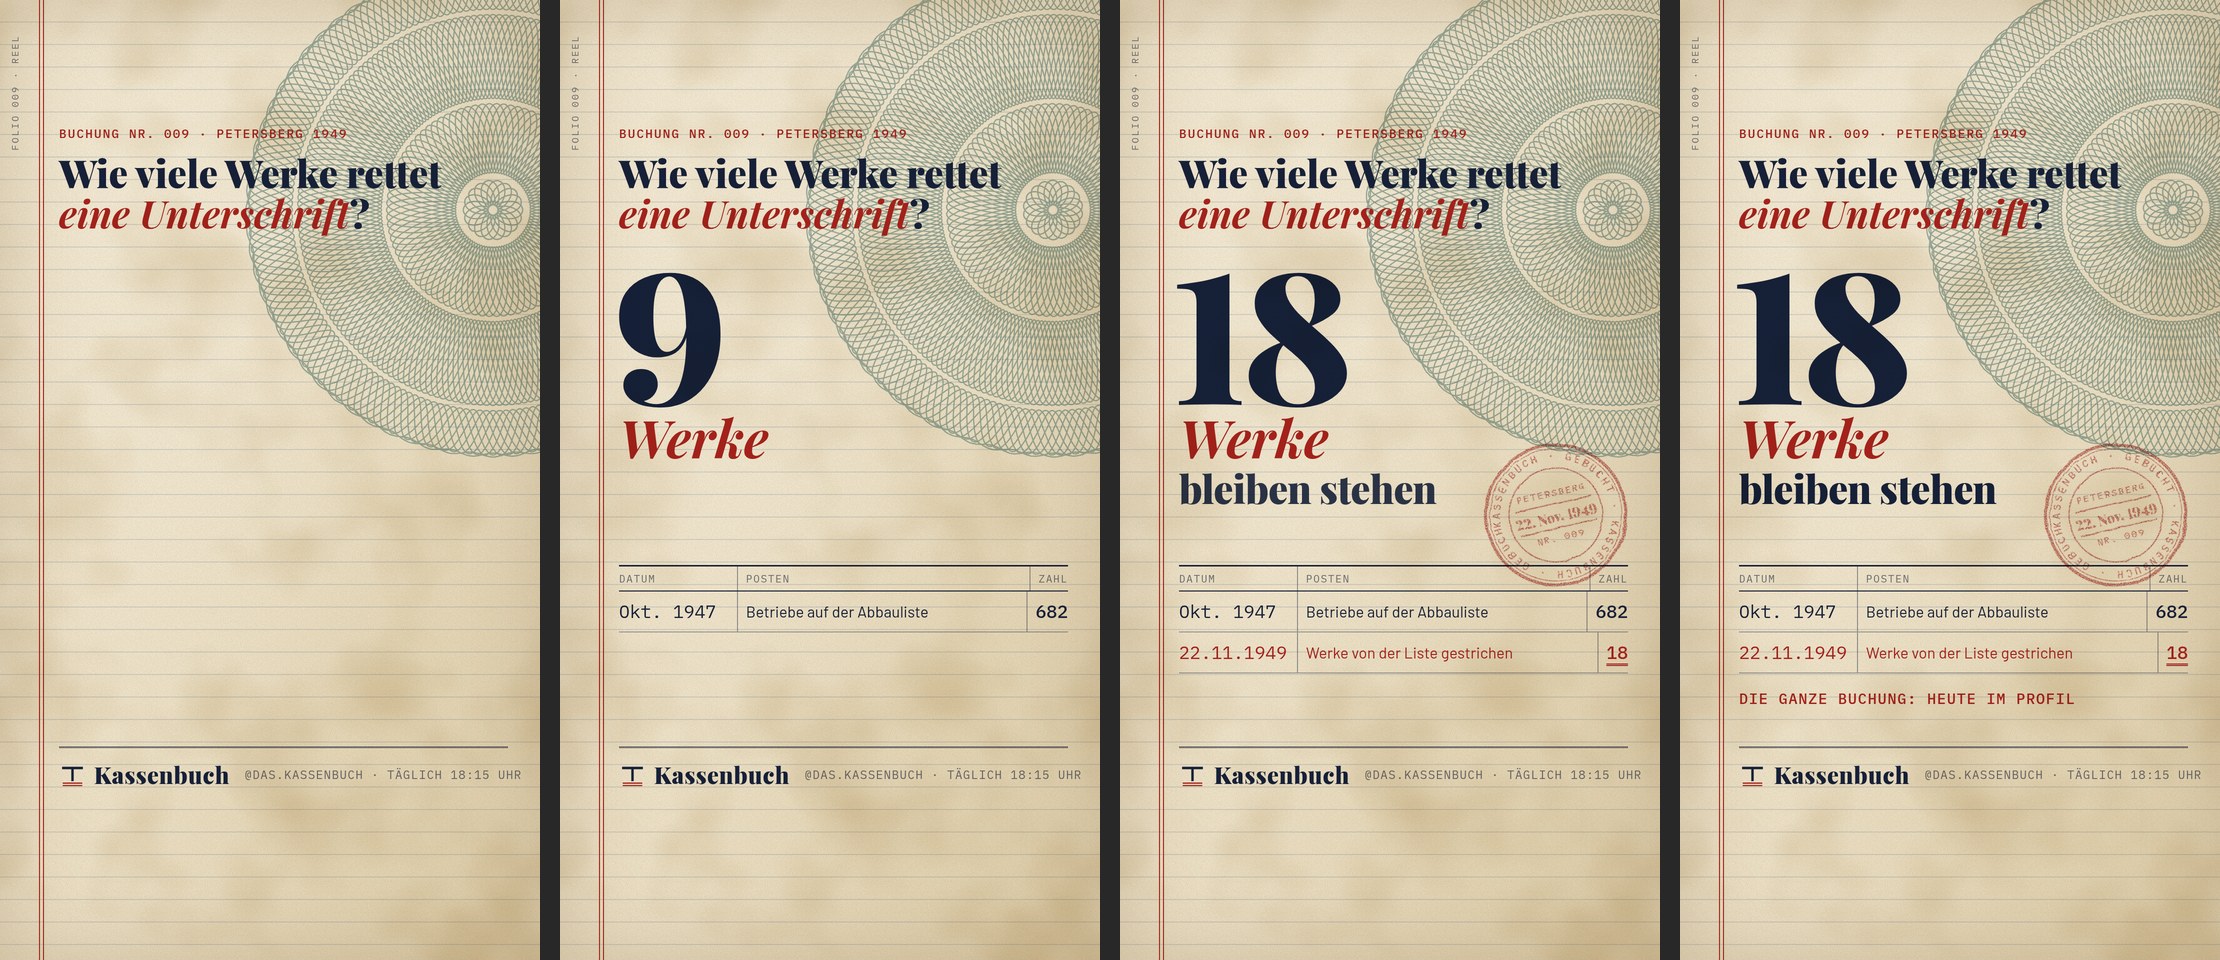 FOLIO 009 · REEL
BUCHUNG NR. 009 · PETERSBERG 1949
Wie viele Werke rettet
eine Unterschrift?
Kassenbuch @DAS.KASSENBUCH · TÄGLICH 18:15 UHR
FOLIO 009 · REEL
BUCHUNG NR. 009 · PETERSBERG 1949
Wie viele Werke rettet
eine Unterschrift?
9
Werke
DATUM POSTEN ZAHL
Okt. 1947 Betriebe auf der Abbauliste 682
Kassenbuch @DAS.KASSENBUCH · TÄGLICH 18:15 UHR
FOLIO 009 · REEL
BUCHUNG NR. 009 · PETERSBERG 1949
Wie viele Werke rettet
eine Unterschrift?
18
Werke
bleiben stehen
KASSENBUCH · GEBUCHT · KASSENBUCH · GEBUCHT
PETERSBERG
22. Nov. 1949
NR. 009
DATUM POSTEN ZAHL
Okt. 1947 Betriebe auf der Abbauliste 682
22.11.1949 Werke von der Liste gestrichen 18
Kassenbuch @DAS.KASSENBUCH · TÄGLICH 18:15 UHR
FOLIO 009 · REEL
BUCHUNG NR. 009 · PETERSBERG 1949
Wie viele Werke rettet
eine Unterschrift?
18
Werke
bleiben stehen
KASSENBUCH · GEBUCHT · KASSENBUCH · GEBUCHT
PETERSBERG
22. Nov. 1949
NR. 009
DATUM POSTEN ZAHL
Okt. 1947 Betriebe auf der Abbauliste 682
22.11.1949 Werke von der Liste gestrichen 18
DIE GANZE BUCHUNG: HEUTE IM PROFIL
Kassenbuch @DAS.KASSENBUCH · TÄGLICH 18:15 UHR